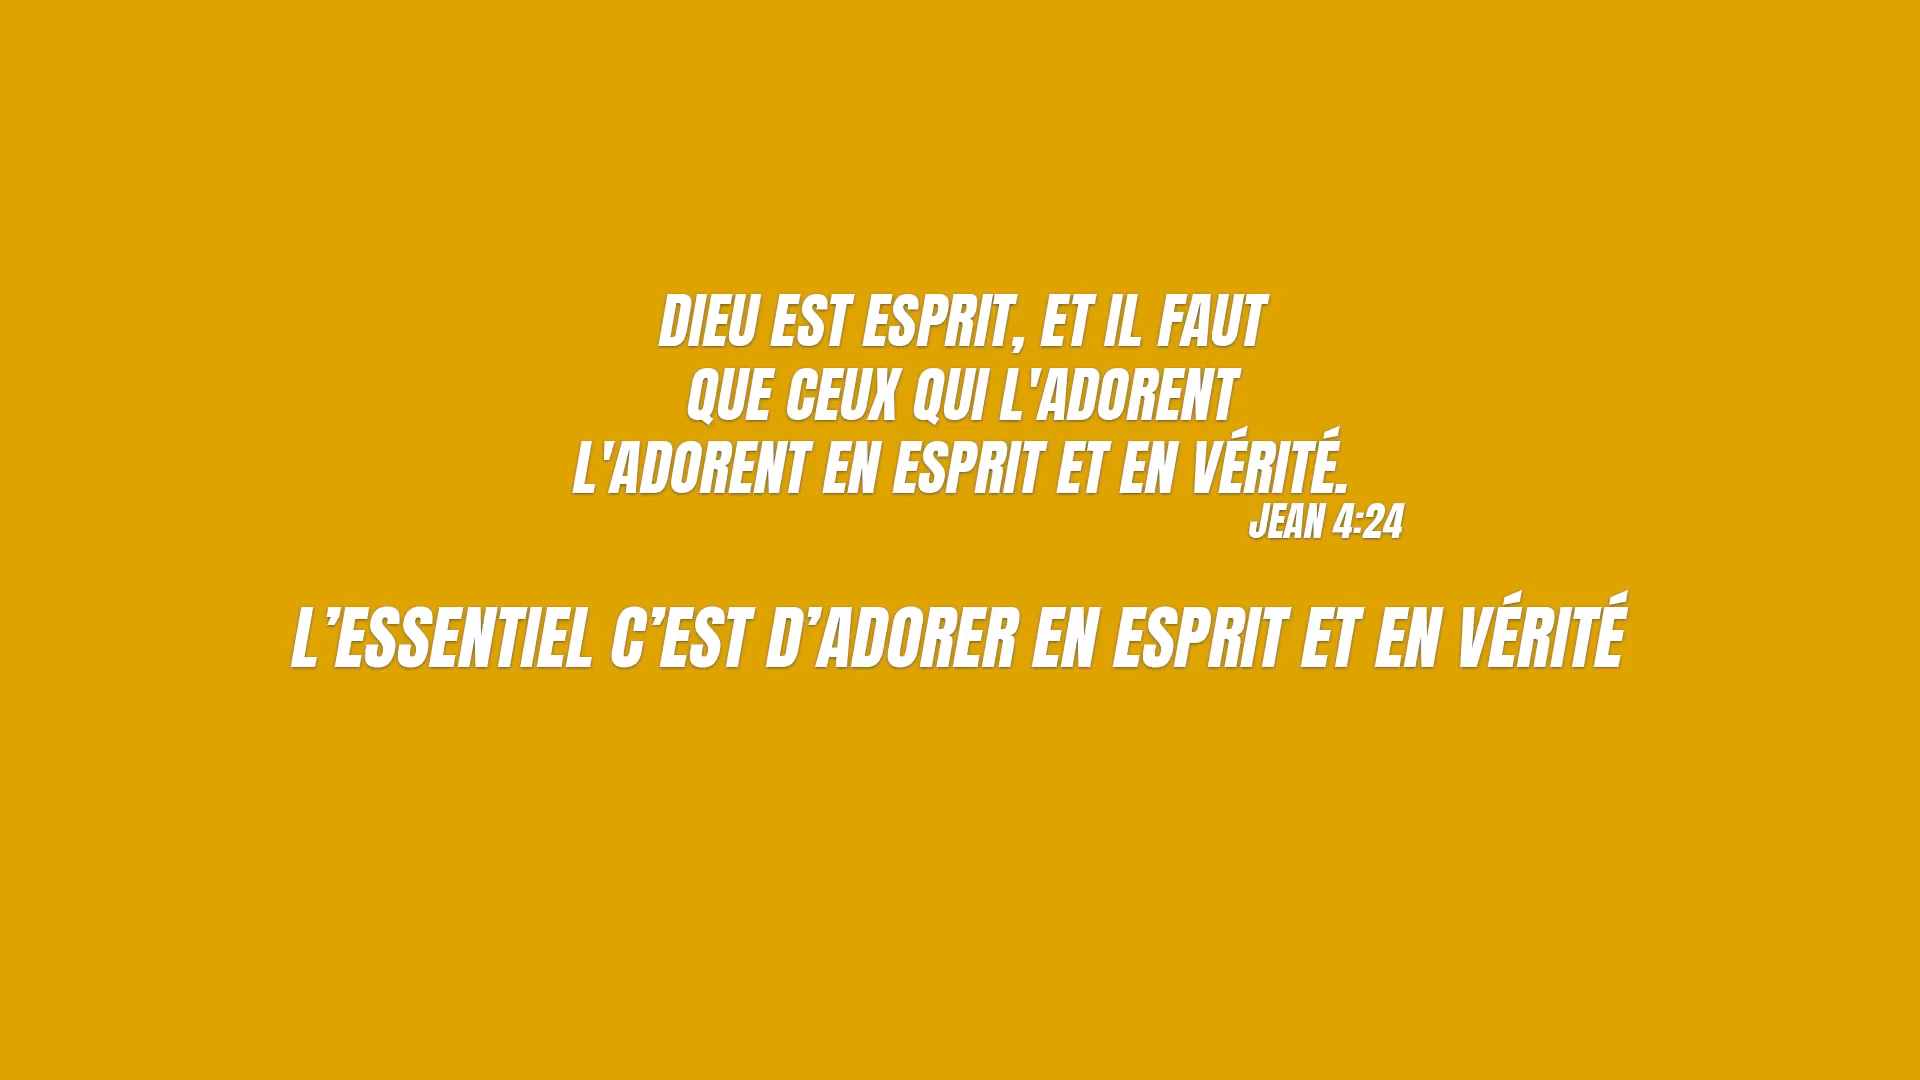 DIEU EST ESPRIT, ET IL FAUT
QUE CEUX QUI L'ADORENT
L'ADORENT EN ESPRIT ET EN VÉRITÉ.
JEAN 4:24
L’ESSENTIEL C’EST D’ADORER EN ESPRIT ET EN VÉRITÉ